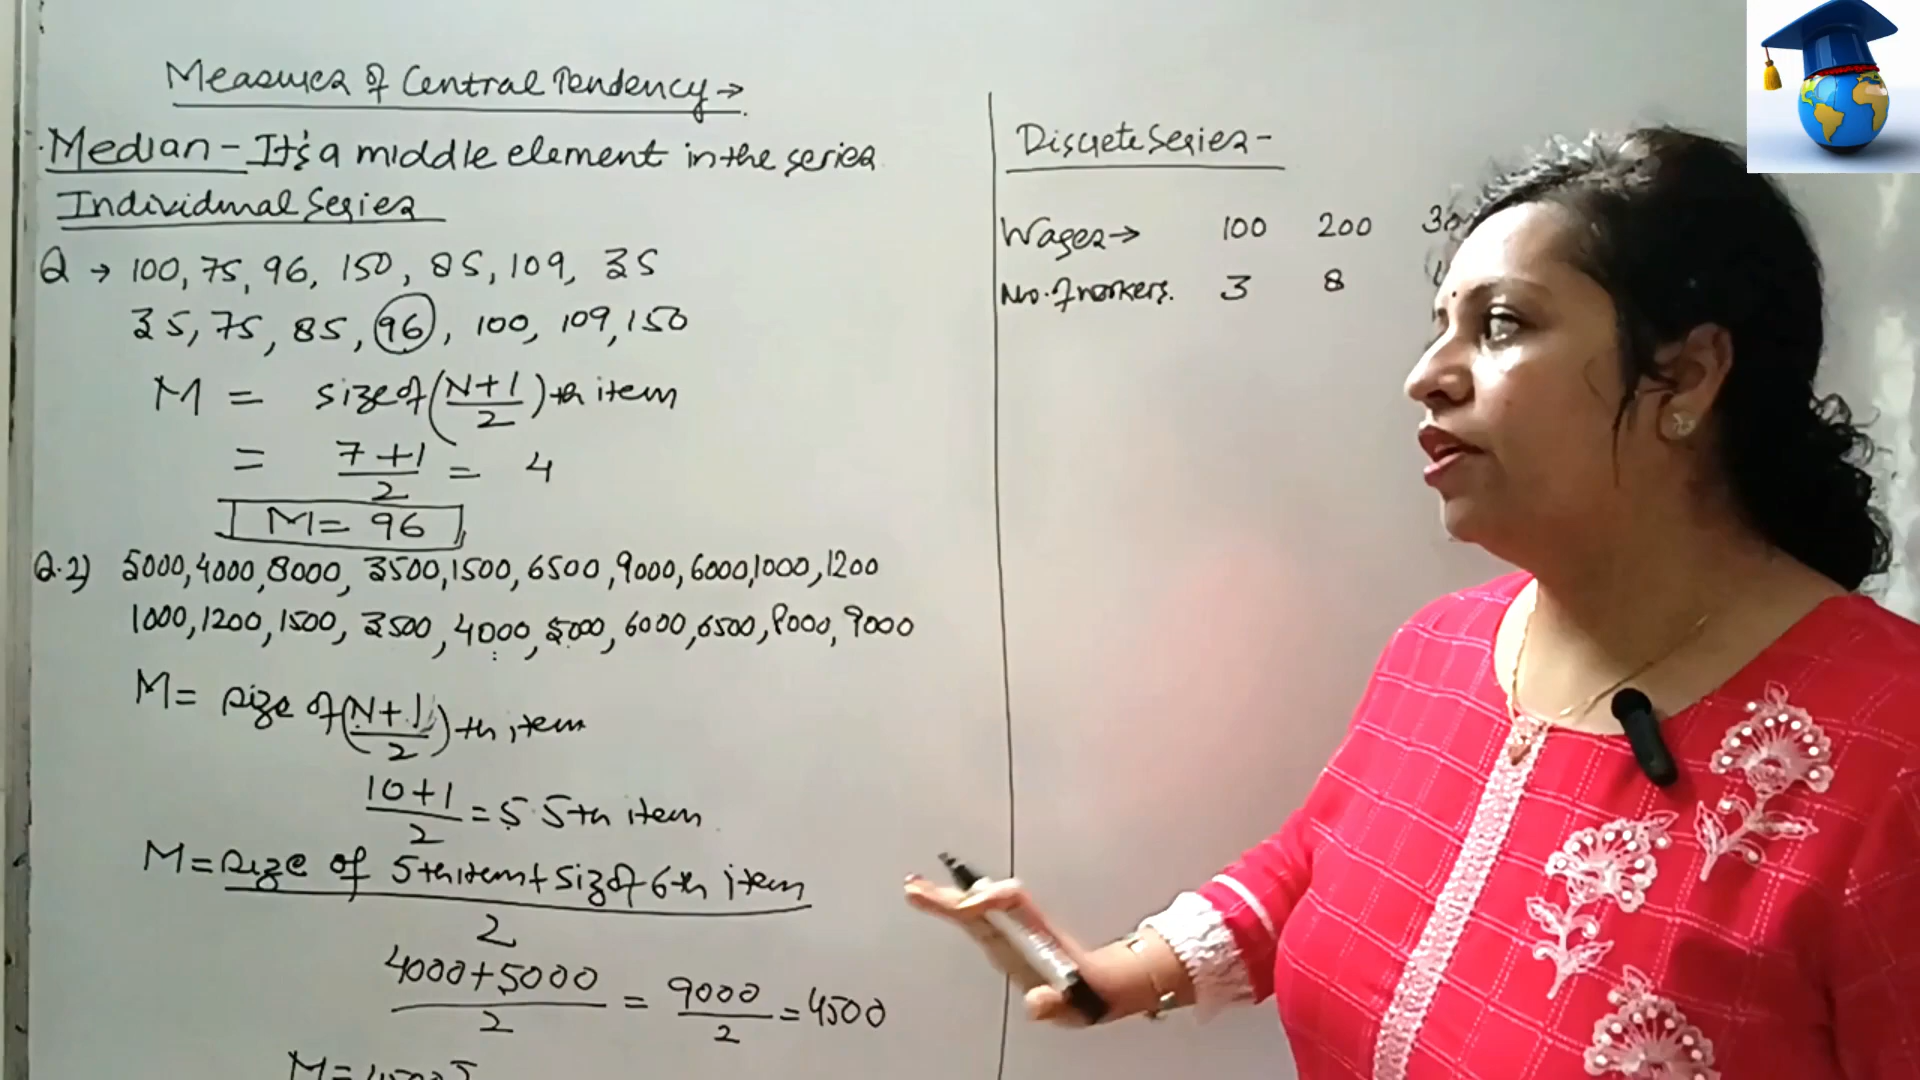 Measures of Central Tendency →
Median - It's a middle element in the series
Individual Series
Q → 100, 75, 96, 150, 85, 109, 35
35, 75, 85, 96, 100, 109, 150
M = size of (N+1/2)th item
= 7+1/2 = 4
M = 96
Q.2) 5000, 4000, 8000, 3500, 1500, 6500, 9000, 6000, 1000, 1200
1000, 1200, 1500, 3500, 4000, 5000, 6000, 6500, 8000, 9000
M = size of (N+1/2)th item
10+1/2 = 5.5th item
M = size of 5th item + siz of 6th item
2
4000+5000/2 = 9000/2 = 4500
Discrete Series -
Wages → 100 200
No. of workers. 3 8